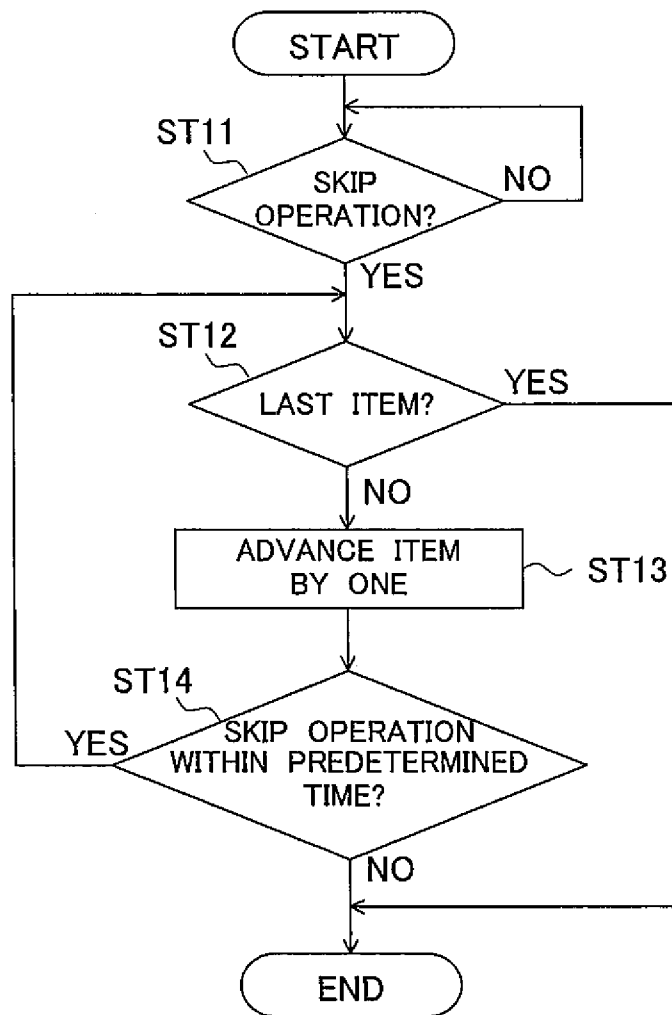 START
ST11
SKIP
OPERATION?
NO
YES
ST12
LAST ITEM?
YES
NO
ADVANCE ITEM
BY ONE
ST13
ST14
YES
SKIP OPERATION
WITHIN PREDETERMINED
TIME?
NO
END